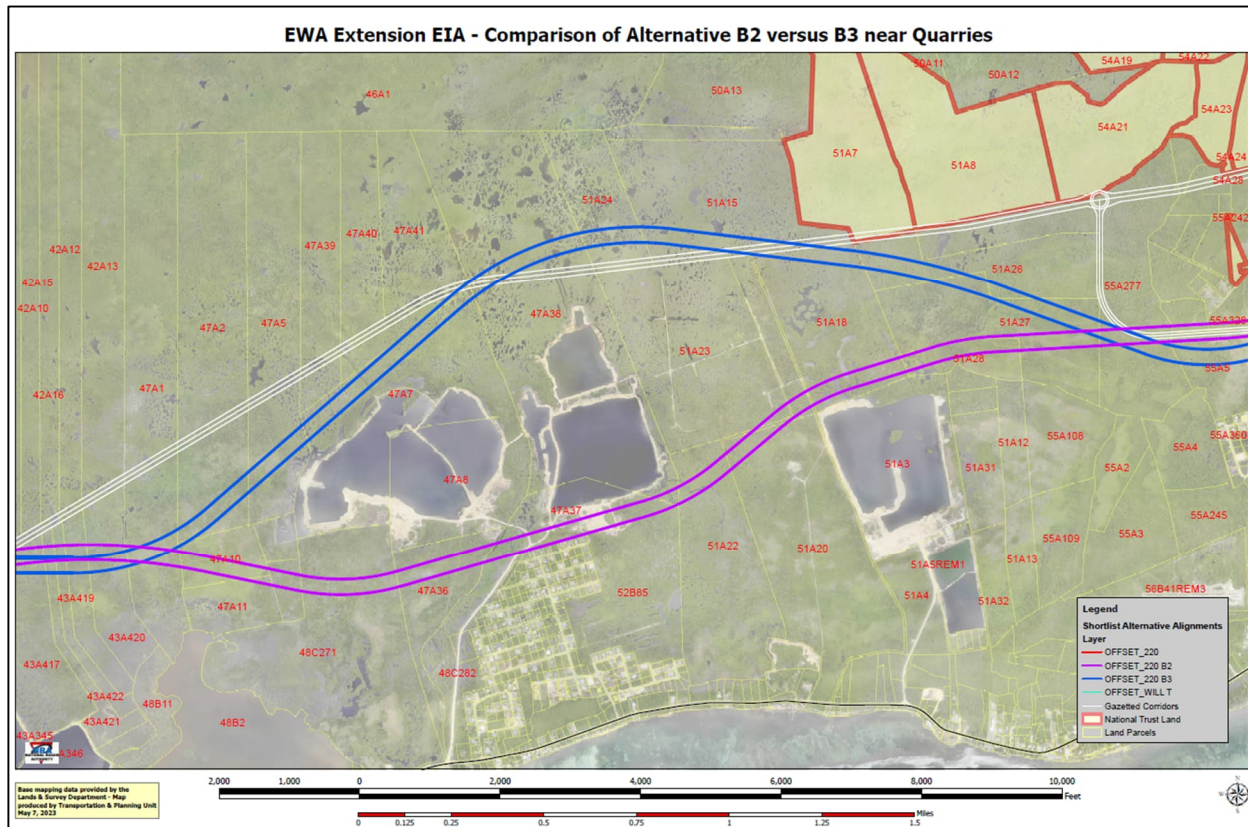 EWA Extension EIA - Comparison of Alternative B2 versus B3 near Quarries
46A1
50A13
50A11
50A12
54A19
54A22
54A23
54A21
54A24
54A28
51A7
51A8
51A24
51A15
55A242
42A12
42A13
47A39
47A40
47A41
42A15
42A10
51A26
55A277
47A2
47A5
47A38
51A18
51A27
51A23
51A28
55A5
47A1
42A16
47A7
51A12
55A108
55A4
55A360
51A3
51A31
55A2
47A8
47A37
55A245
55A3
55A109
51A22
51A20
51A13
47A10
51A5REM1
47A36
52B85
51A4
51A32
56B41REM3
43A419
47A11
43A420
48C271
43A417
48C282
43A422
48B11
43A421
48B2
43A345
A346
Legend
Shortlist Alternative Alignments
Layer
OFFSET_220
OFFSET_220 B2
OFFSET_220 B3
OFFSET_WILL T
Gazetted Corridors
National Trust Land
Land Parcels
NATIONAL ROADS
AUTHORITY
Base mapping data provided by the
Lands & Survey Department - Map
produced by Transportation & Planning Unit
May 7, 2023
2,000 1,000 0 2,000 4,000 6,000 8,000 10,000
Feet
Miles
0 0.125 0.25 0.5 0.75 1 1.25 1.5
N
W
E
S